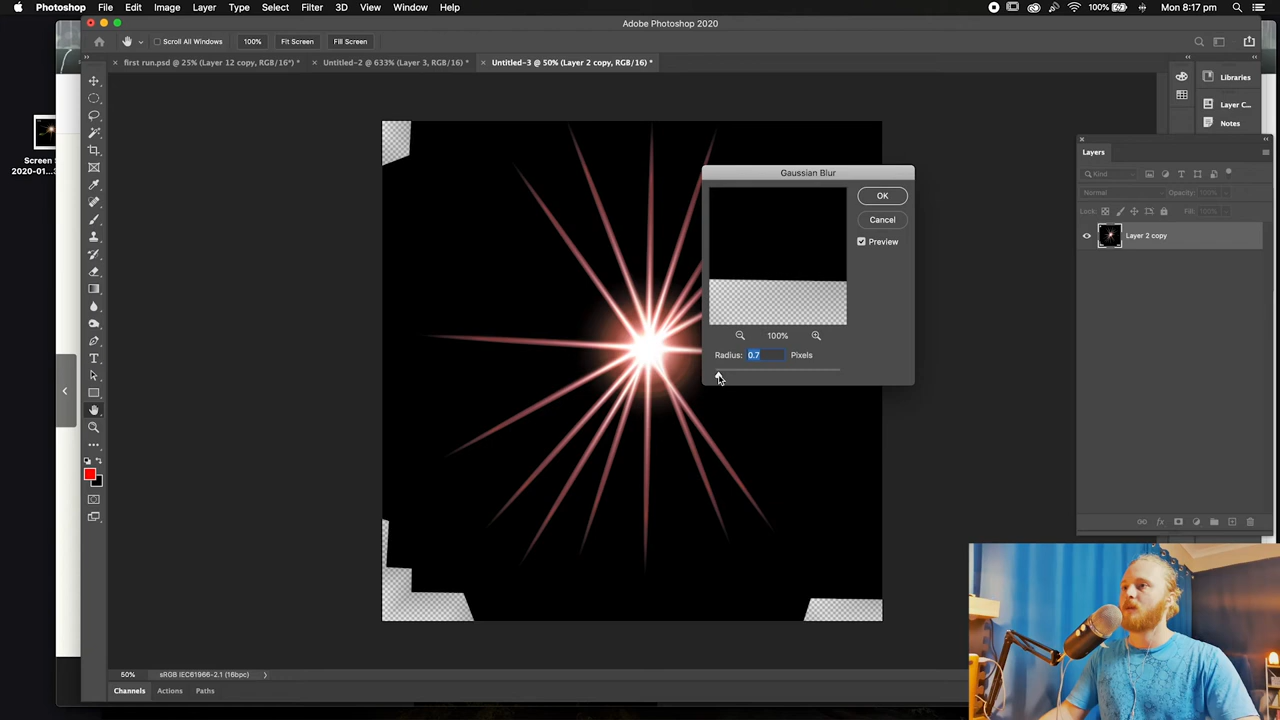 Photoshop File Edit Image Layer Type Select Filter 3D View Window Help
100% Mon 8:17 pm
Adobe Photoshop 2020
Scroll All Windows 100% Fit Screen Fill Screen
first run.psd @ 25% (Layer 12 copy, RGB/16*) * Untitled-2 @ 633% (Layer 3, RGB/16) * Untitled-3 @ 50% (Layer 2 copy, RGB/16) *
Libraries
Layer C...
Notes
Screen S
2020-01...3
Layers
Kind
Normal Opacity: 100%
Lock: Fill: 100%
Layer 2 copy
Gaussian Blur
OK
Cancel
Preview
100%
Radius: 0.7 Pixels
50% sRGB IEC61966-2.1 (16bpc)
Channels Actions Paths